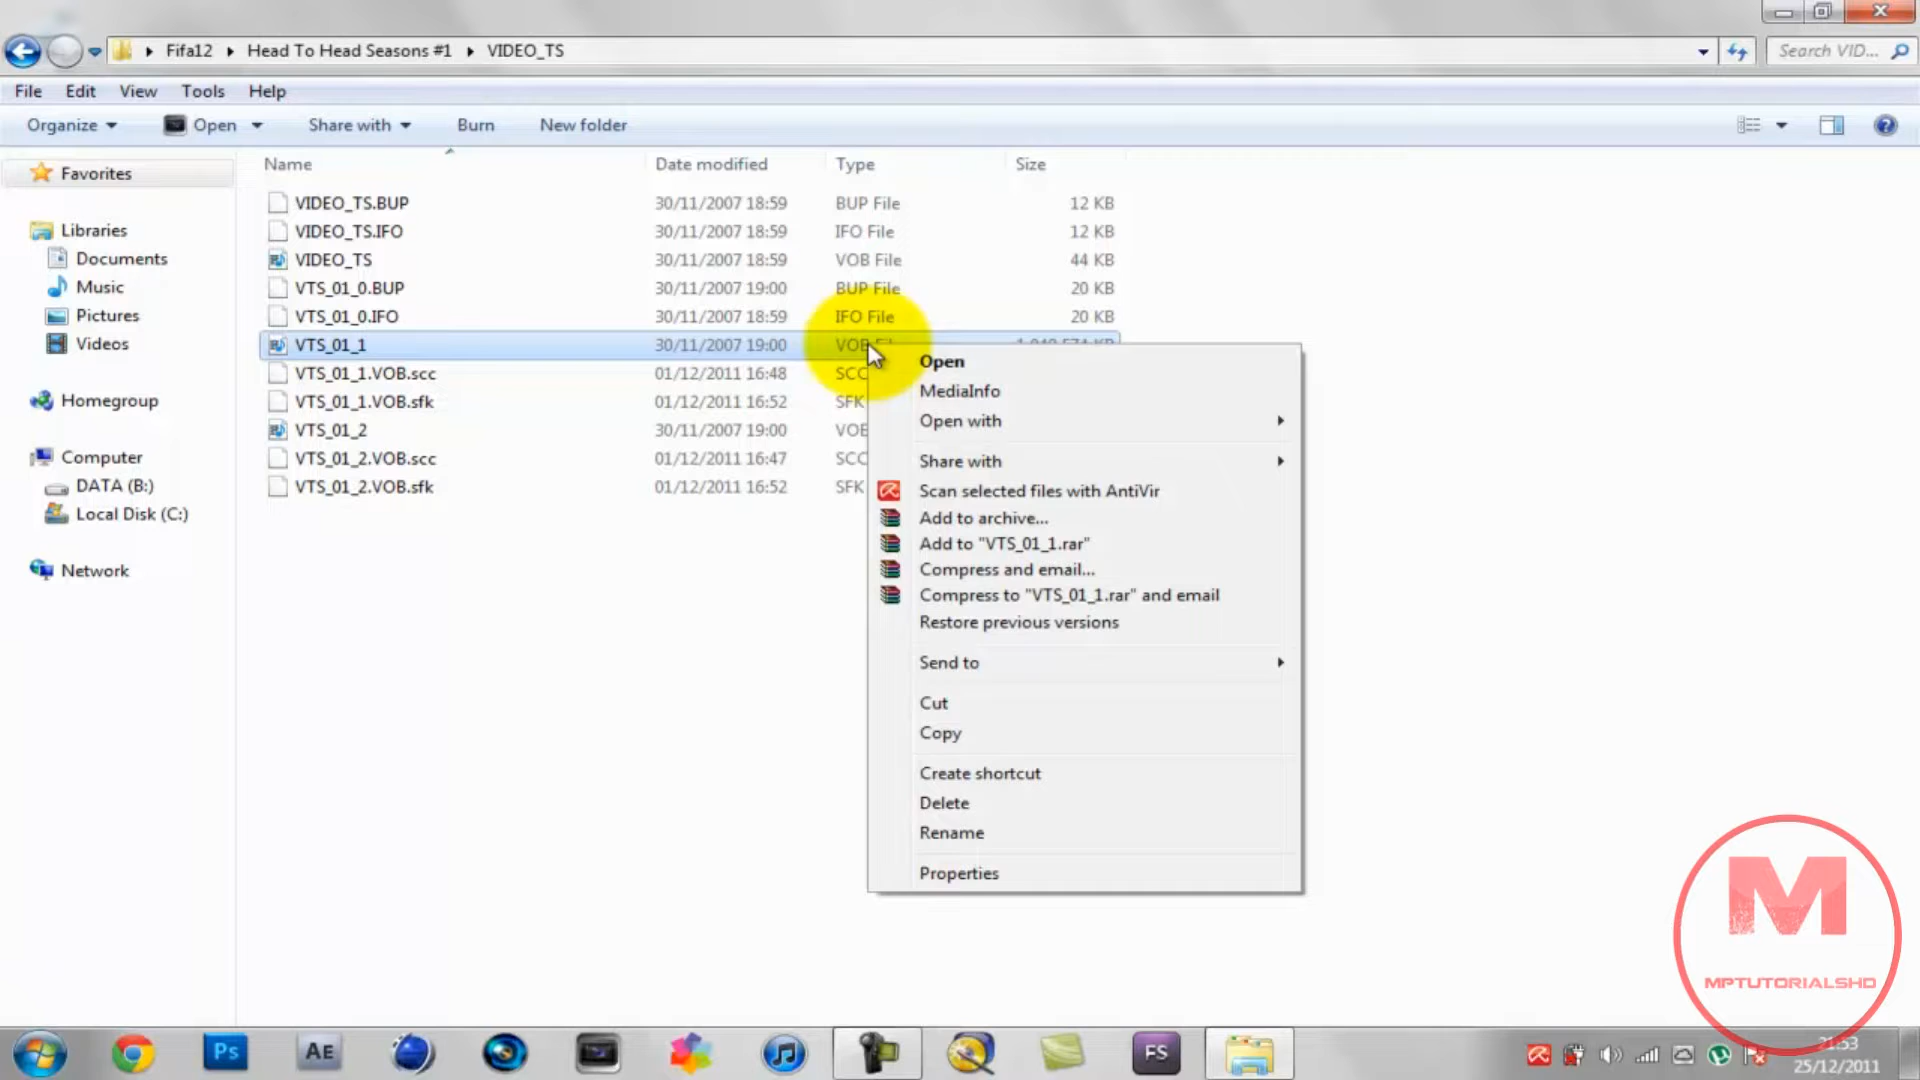 Fifa12 Head To Head Seasons #1 VIDEO_TS
Search VID...
File Edit View Tools Help
Organize Open Share with Burn New folder
Name Date modified Type Size
Favorites
Libraries
Documents
Music
Pictures
Videos
Homegroup
Computer
DATA (B:)
Local Disk (C:)
Network
VIDEO_TS.BUP 30/11/2007 18:59 BUP File 12 KB
VIDEO_TS.IFO 30/11/2007 18:59 IFO File 12 KB
VIDEO_TS 30/11/2007 18:59 VOB File 44 KB
VTS_01_0.BUP 30/11/2007 19:00 BUP File 20 KB
VTS_01_0.IFO 30/11/2007 18:59 IFO File 20 KB
VTS_01_1 30/11/2007 19:00 VOB
VTS_01_1.VOB.scc 01/12/2011 16:48 SCC
VTS_01_1.VOB.sfk 01/12/2011 16:52 SFK
VTS_01_2 30/11/2007 19:00 VOB
VTS_01_2.VOB.scc 01/12/2011 16:47 SCC
VTS_01_2.VOB.sfk 01/12/2011 16:52 SFK
Open
MediaInfo
Open with
Share with
Scan selected files with AntiVir
Add to archive...
Add to "VTS_01_1.rar"
Compress and email...
Compress to "VTS_01_1.rar" and email
Restore previous versions
Send to
Cut
Copy
Create shortcut
Delete
Rename
Properties
M
MPTUTORIALSHD
Ps
AE
FS
21:53
25/12/2011